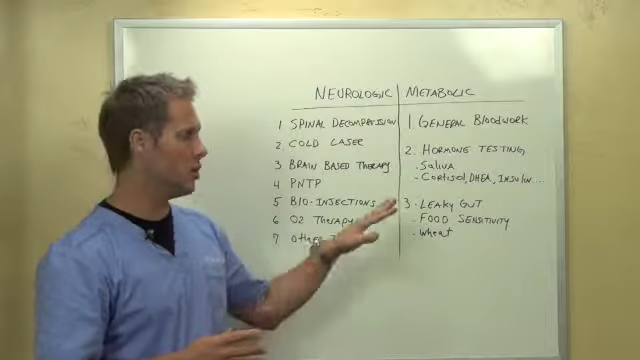 NEUROLOGIC
1 SPINAL DECOMPRESSION
2 COLD LASER
3 BRAIN BASED THERAPY
4 PNTP
5 BIO-INJECTIONS
6 O2 THERAPY
7 OTHER
METABOLIC
1. GENERAL BLOODWORK
2. HORMONE TESTING
. SALIVA
- CORTISOL, DHEA, INSULIN....
3. LEAKY GUT
- FOOD SENSITIVITY
. WHEAT